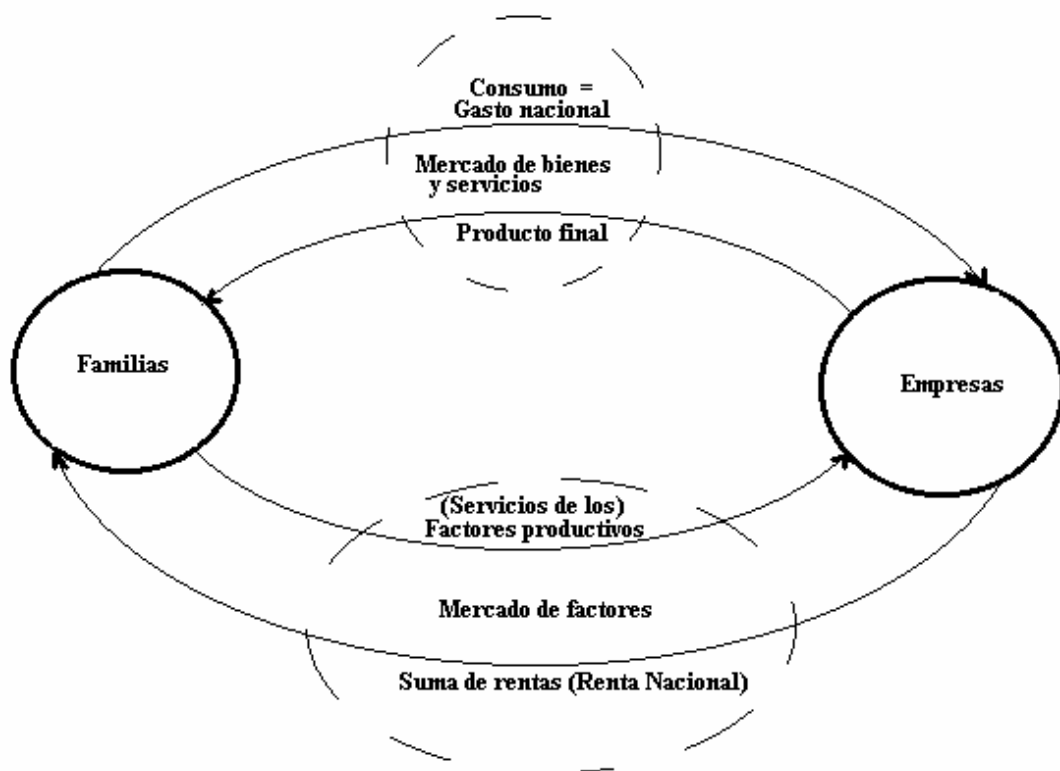 Consumo =
Gasto nacional
Mercado de bienes
y servicios
Producto final
Familias
Empresas
(Servicios de los)
Factores productivos
Mercado de factores
Suma de rentas (Renta Nacional)